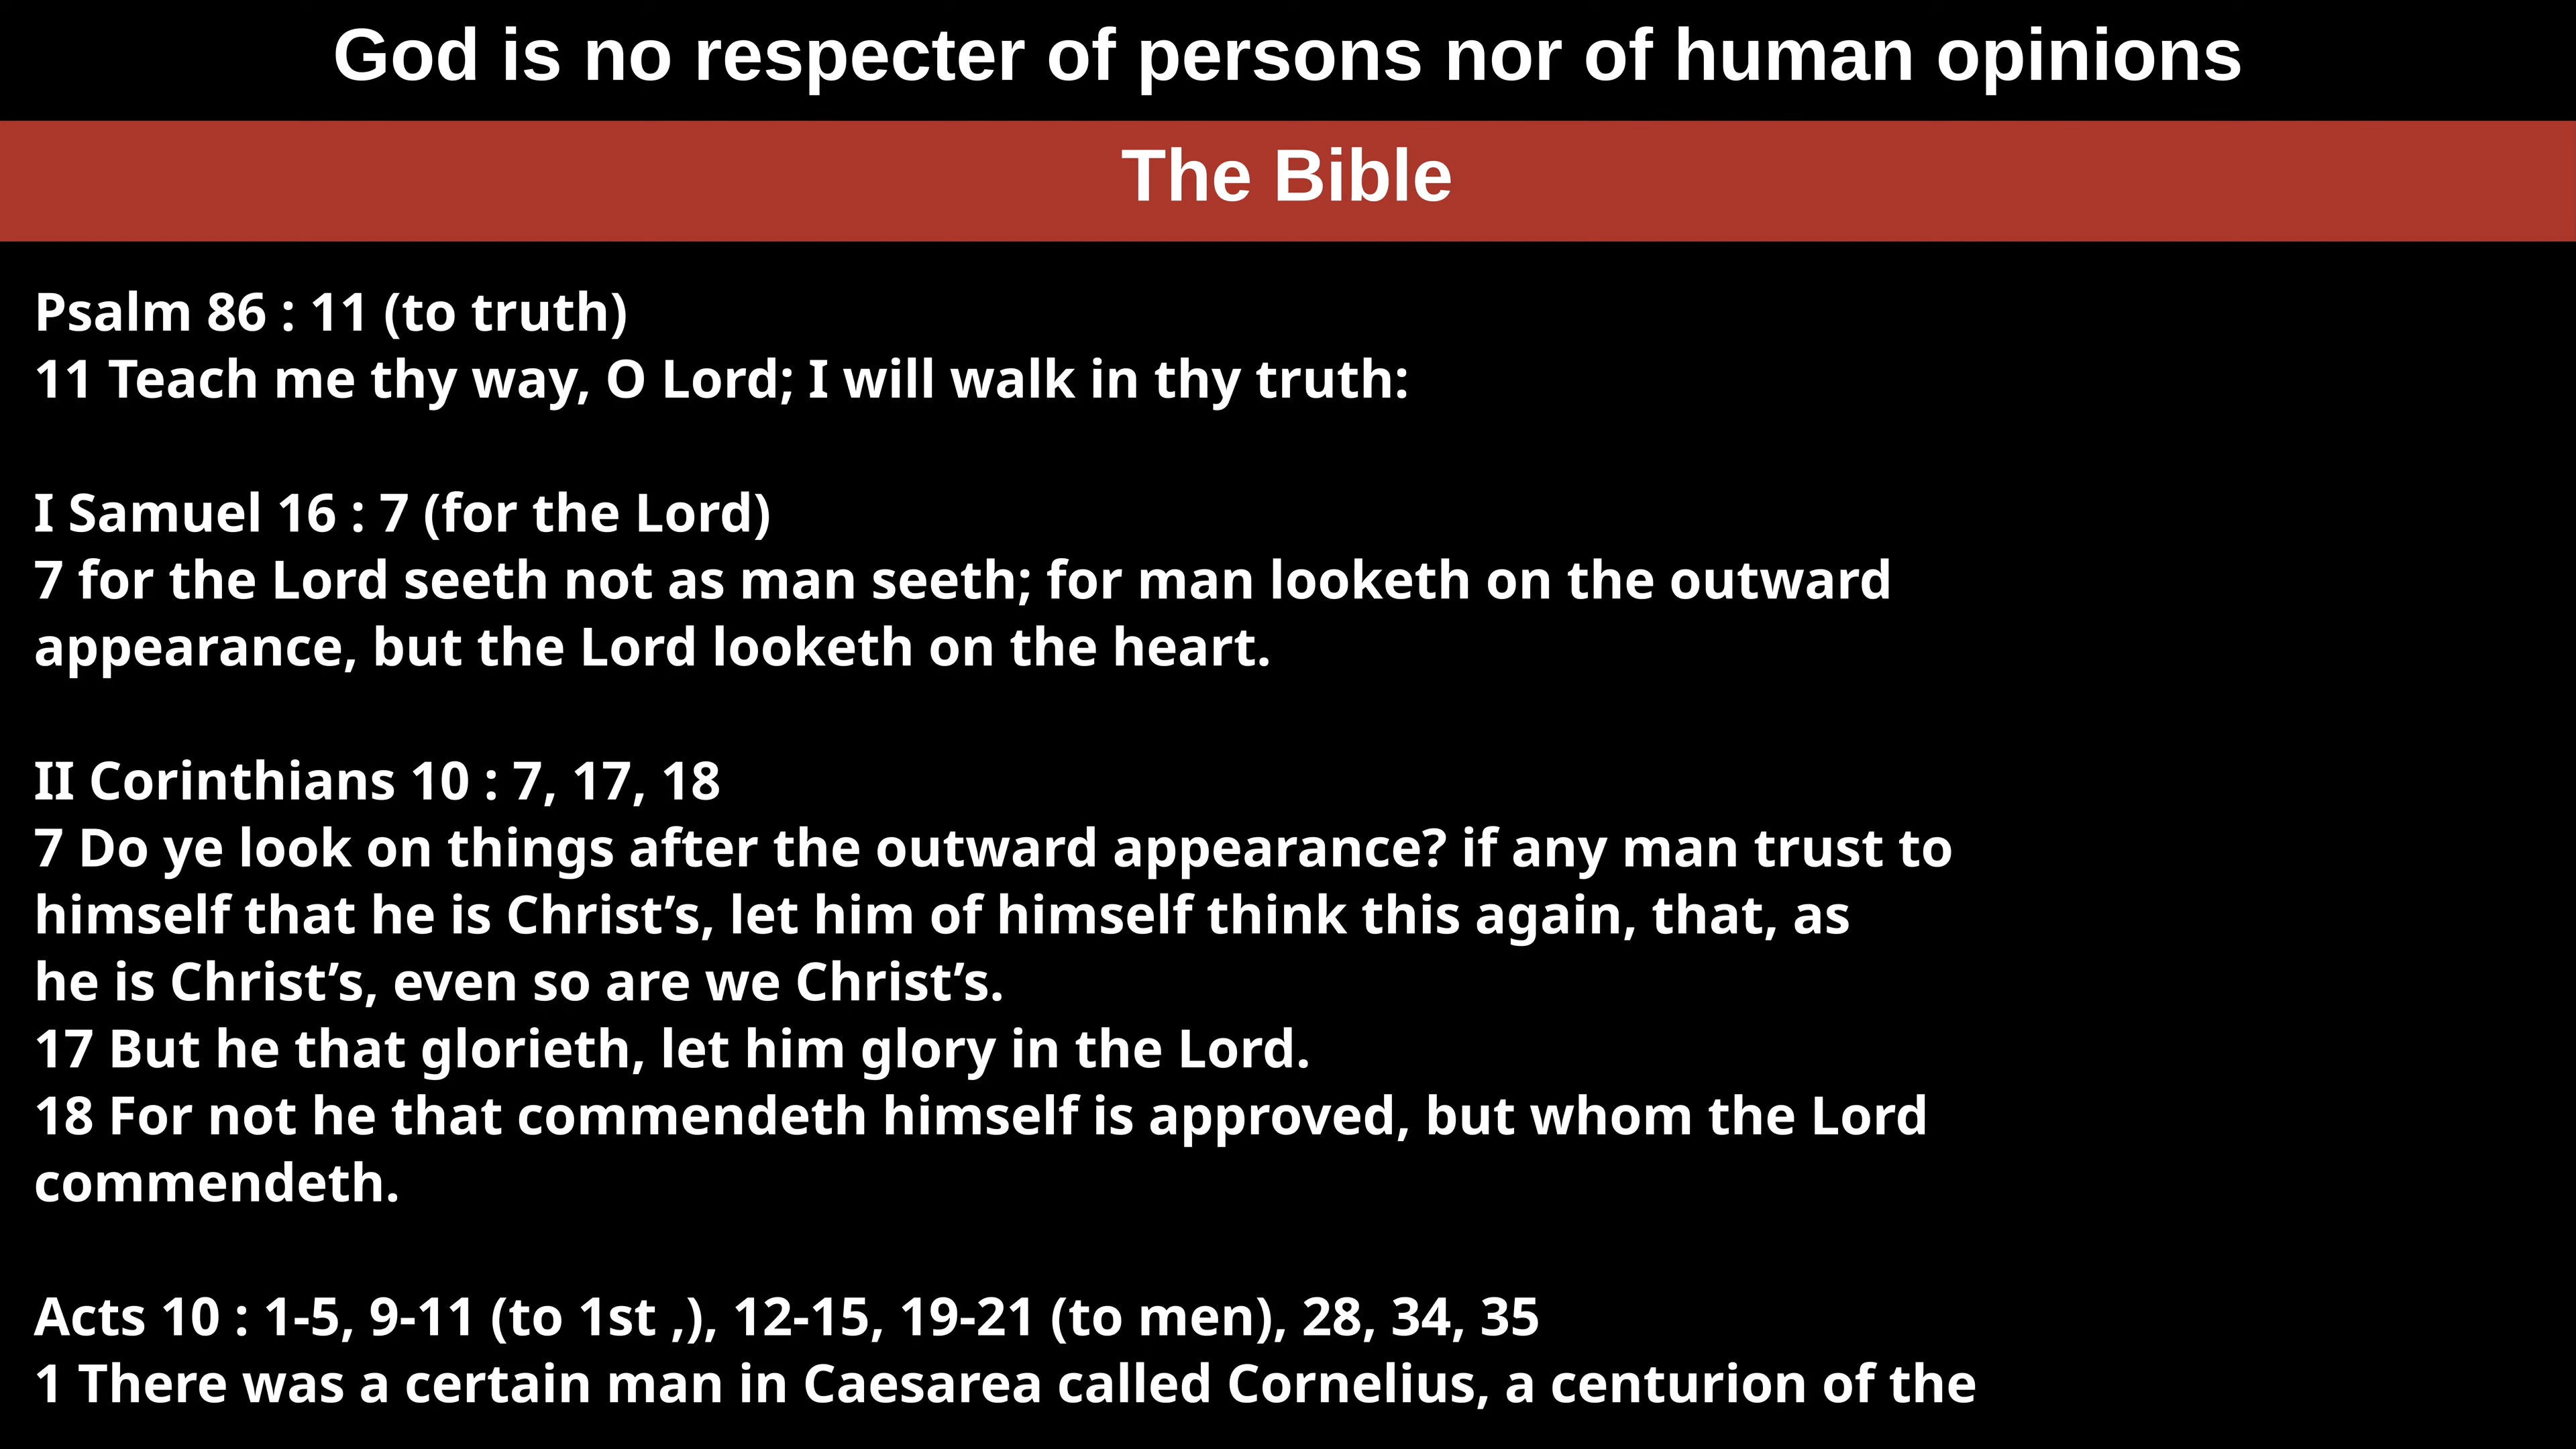 God is no respecter of persons nor of human opinions
The Bible
Psalm 86 : 11 (to truth)
11 Teach me thy way, O Lord; I will walk in thy truth:
I Samuel 16 : 7 (for the Lord)
7 for the Lord seeth not as man seeth; for man looketh on the outward
appearance, but the Lord looketh on the heart.
II Corinthians 10 : 7, 17, 18
7 Do ye look on things after the outward appearance? if any man trust to
himself that he is Christ’s, let him of himself think this again, that, as
he is Christ’s, even so are we Christ’s.
17 But he that glorieth, let him glory in the Lord.
18 For not he that commendeth himself is approved, but whom the Lord
commendeth.
Acts 10 : 1-5, 9-11 (to 1st ,), 12-15, 19-21 (to men), 28, 34, 35
1 There was a certain man in Caesarea called Cornelius, a centurion of the